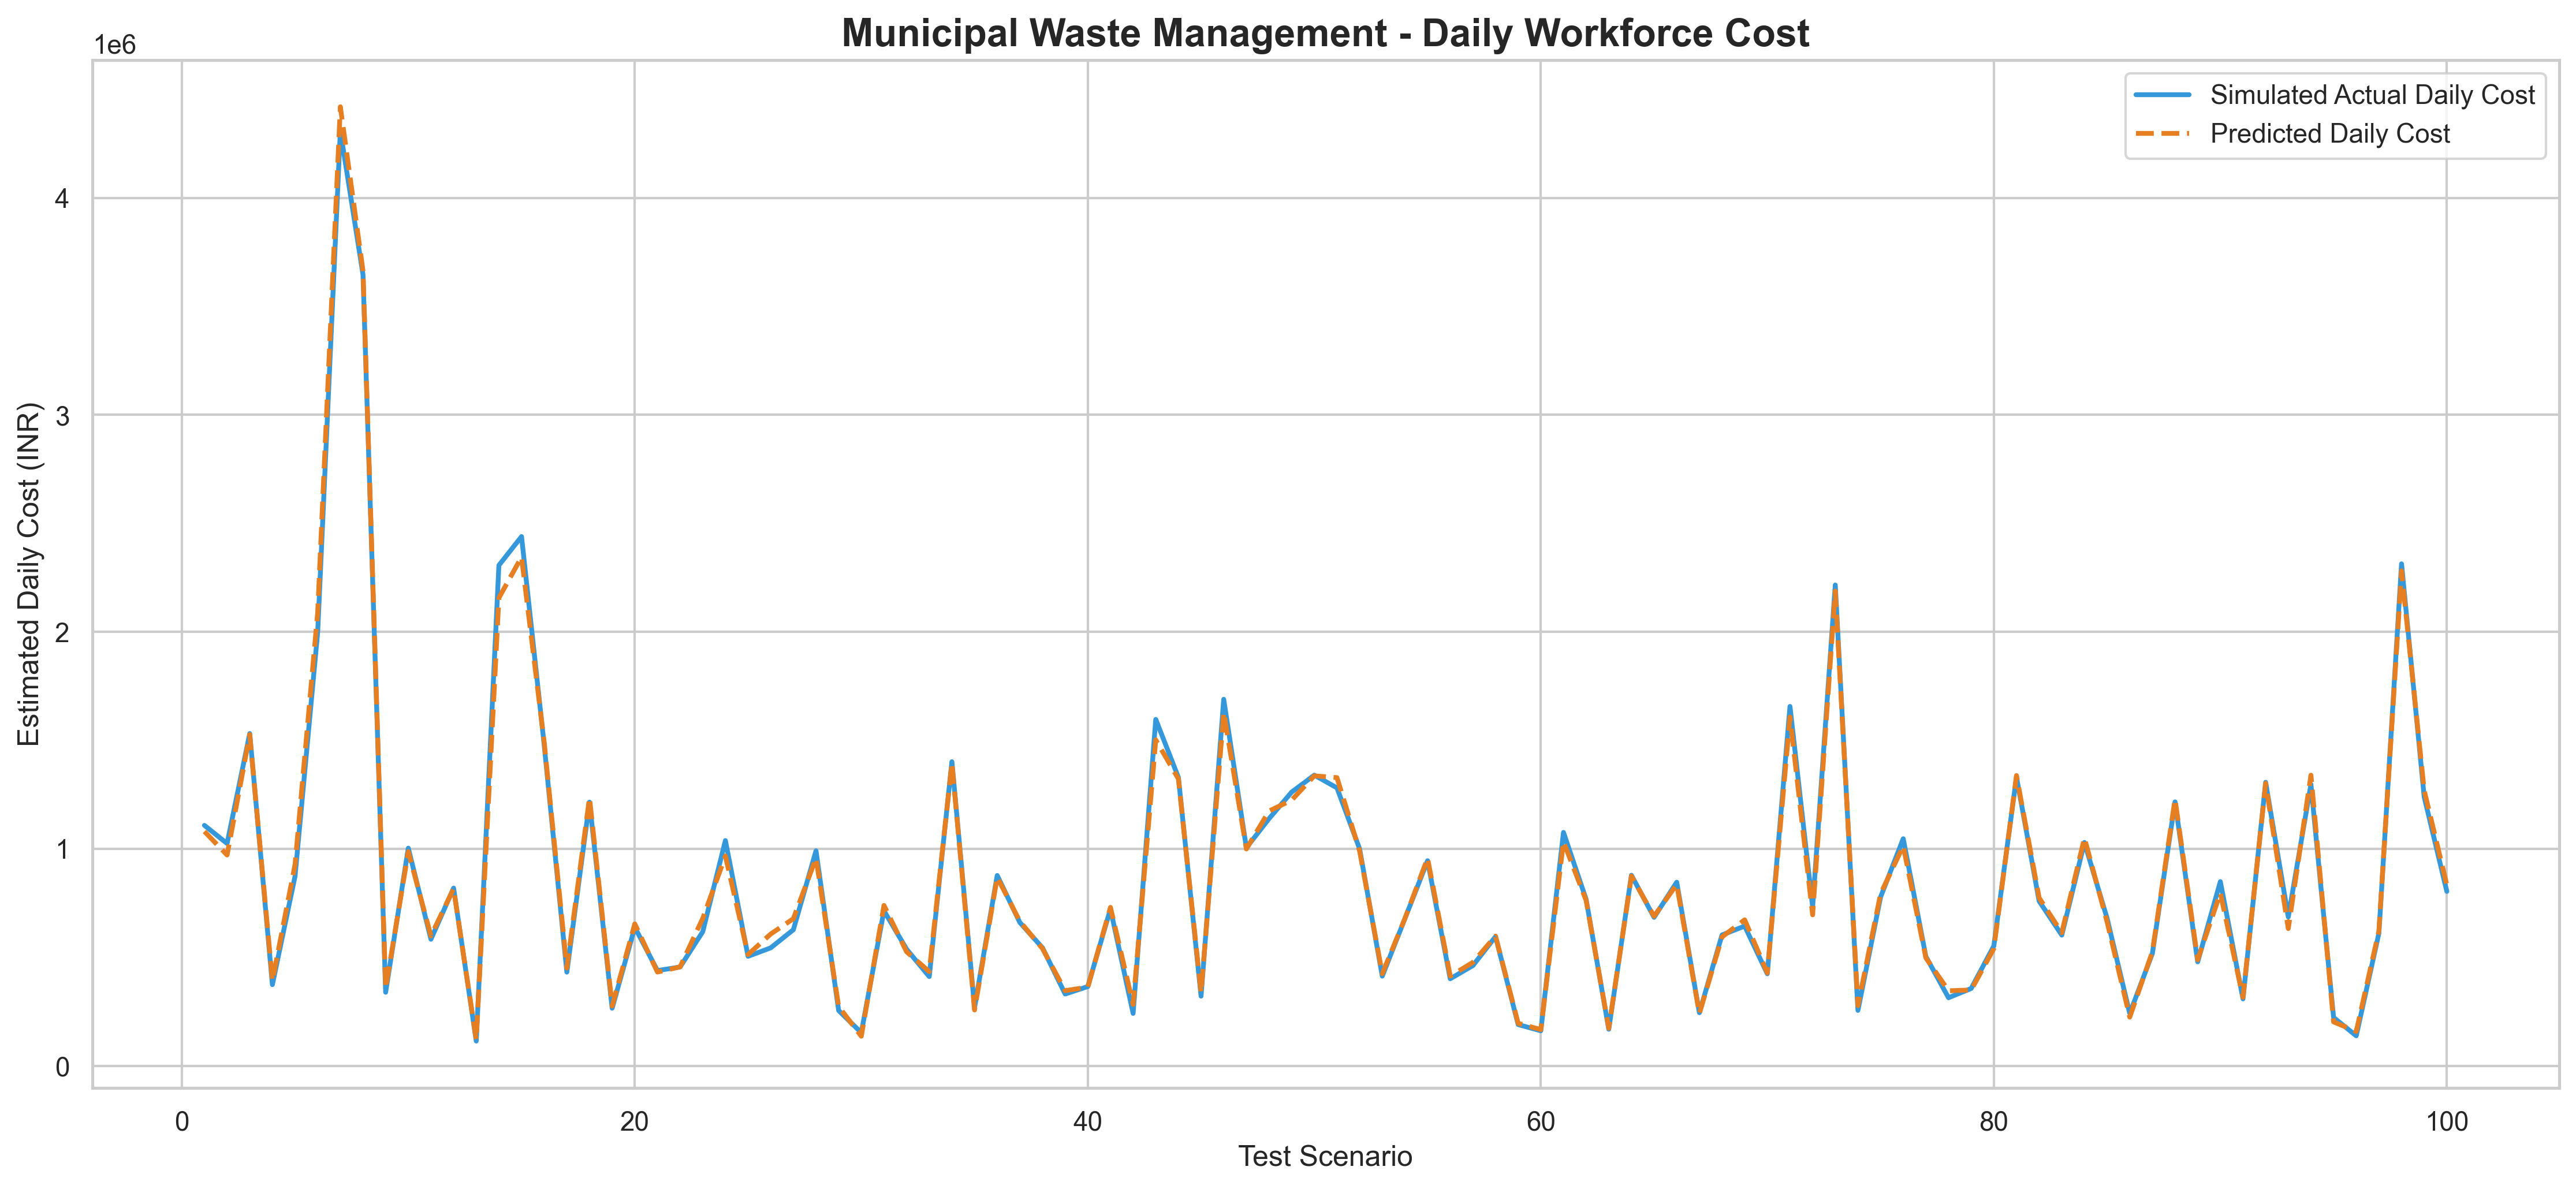 Municipal Waste Management - Daily Workforce Cost
1e6
Simulated Actual Daily Cost
Predicted Daily Cost
4
3
2
1
0
Estimated Daily Cost (INR)
0 20 40 60 80 100
Test Scenario